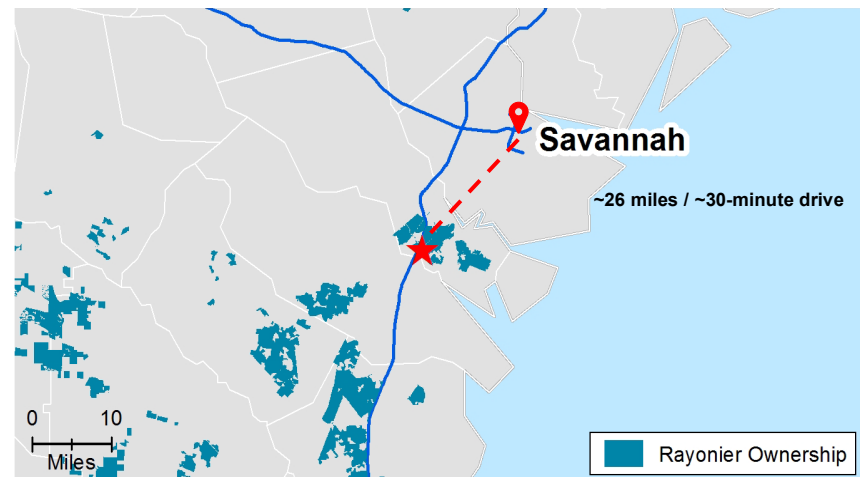 Savannah
~26 miles / ~30-minute drive
0 10
Miles
Rayonier Ownership